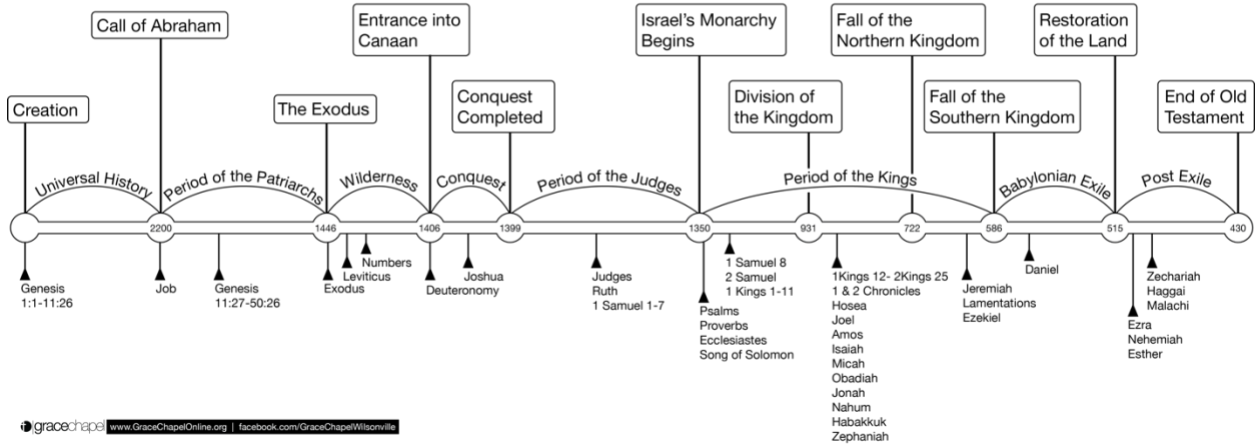 Creation
Call of Abraham
The Exodus
Entrance into
Canaan
Conquest
Completed
Israel's Monarchy
Begins
Division of
the Kingdom
Fall of the
Northern Kingdom
Fall of the
Southern Kingdom
Restoration
of the Land
End of Old
Testament
Universal History
Period of the Patriarchs
Wilderness
Conquest
Period of the Judges
Period of the Kings
Babylonian Exile
Post Exile
2200
1446
1406
1399
1350
931
722
586
515
430
Genesis
1:1-11:26
Job
Genesis
11:27-50:26
Exodus
Leviticus
Numbers
Deuteronomy
Joshua
Judges
Ruth
1 Samuel 1-7
Psalms
Proverbs
Ecclesiastes
Song of Solomon
1 Samuel 8
2 Samuel
1 Kings 1-11
1Kings 12- 2Kings 25
1 & 2 Chronicles
Hosea
Joel
Amos
Isaiah
Micah
Obadiah
Jonah
Nahum
Habakkuk
Zephaniah
Jeremiah
Lamentations
Ezekiel
Daniel
Ezra
Nehemiah
Esther
Zechariah
Haggai
Malachi
gracechapel www.GraceChapelOnline.org | facebook.com/GraceChapelWilsonville